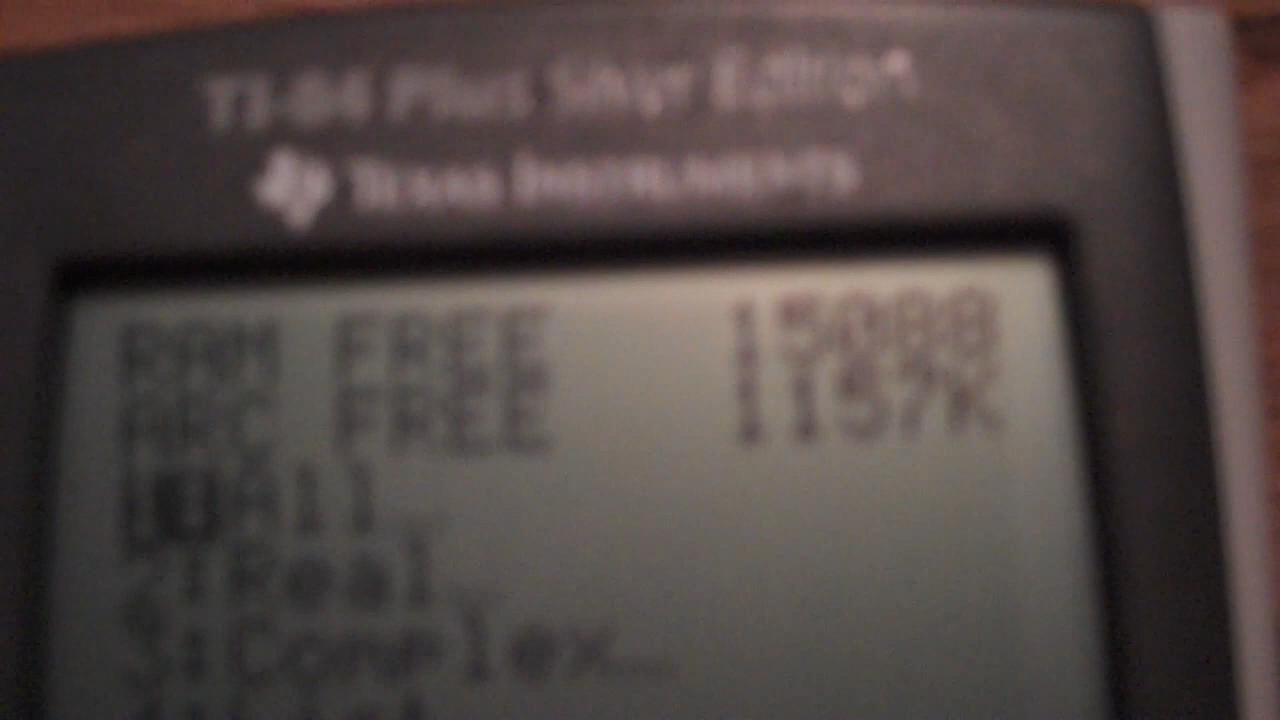 TI-84 Plus Silver Edition
TEXAS INSTRUMENTS
RAM FREE 15088
ARC FREE 1157K
1:All…
2:Real…
3:Complex…